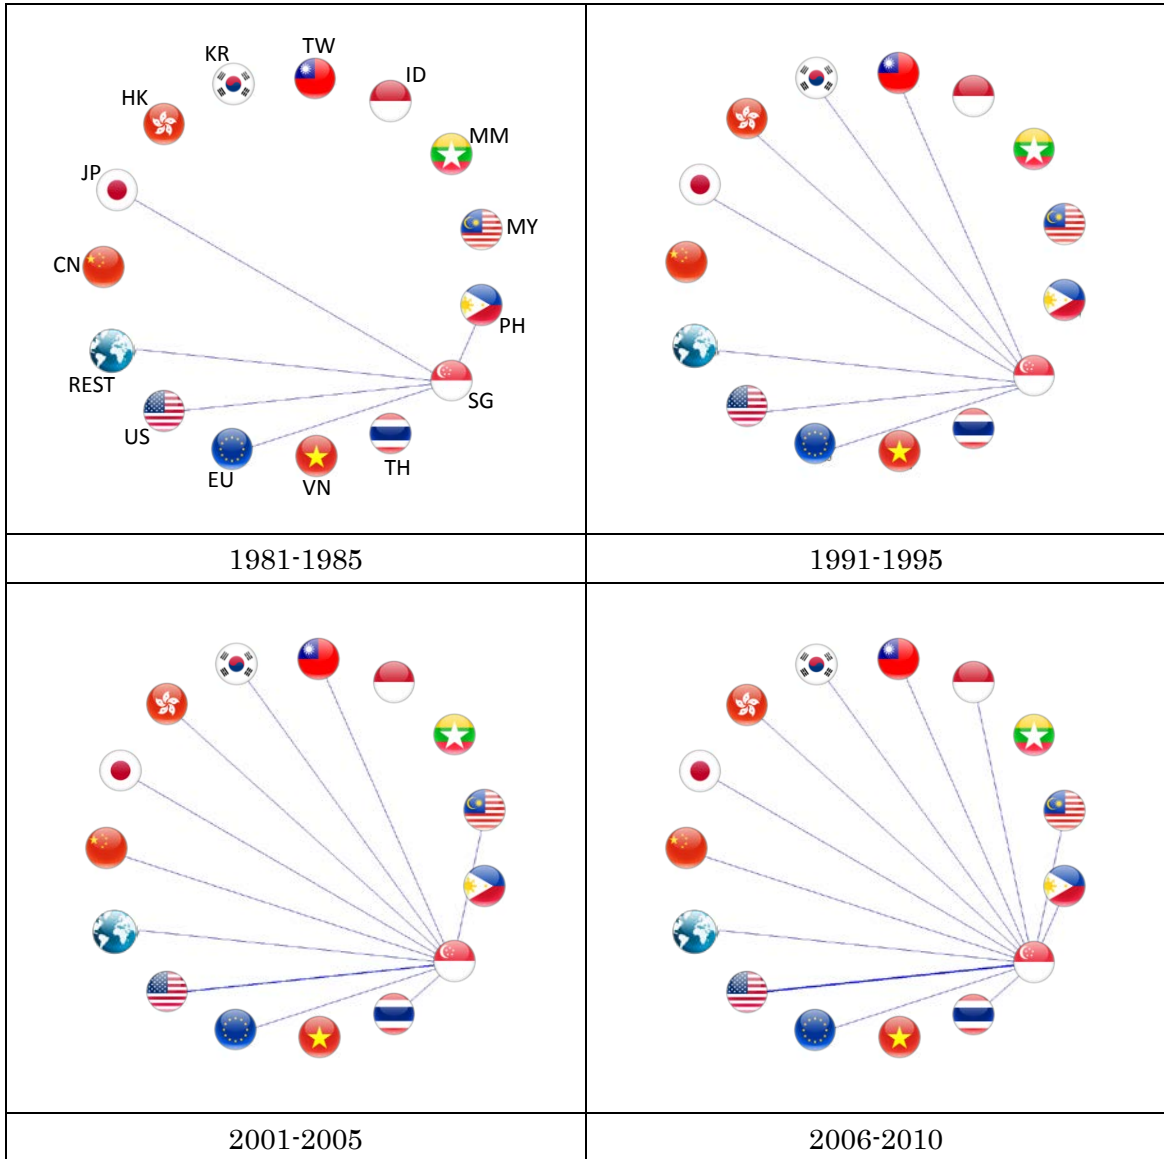 TW
KR
ID
HK
MM
JP
MY
CN
PH
REST
SG
US
TH
EU
VN
1981-1985
1991-1995
2001-2005
2006-2010